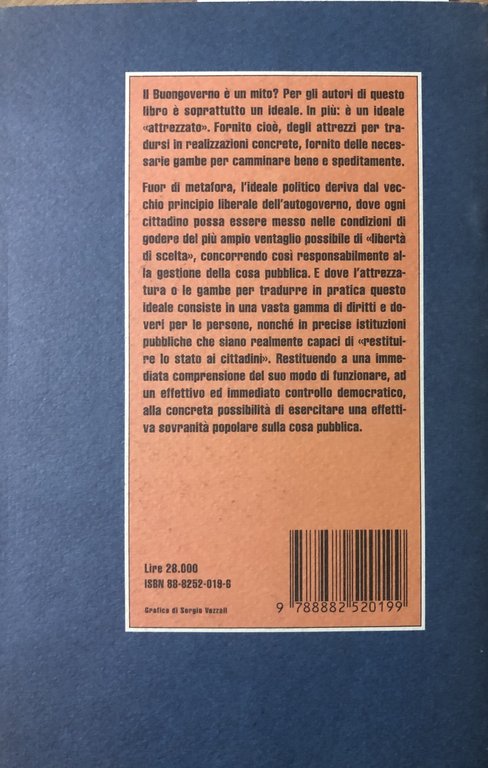 Il Buongoverno è un mito? Per gli autori di questo
libro è soprattutto un ideale. In più: è un ideale
«attrezzato». Fornito cioè, degli attrezzi per tra-
dursi in realizzazioni concrete, fornito delle neces-
sarie gambe per camminare bene e speditamente.
Fuor di metafora, l'ideale politico deriva dal vec-
chio principio liberale dell'autogoverno, dove ogni
cittadino possa essere messo nelle condizioni di
godere del più ampio ventaglio possibile di «libertà
di scelta», concorrendo così responsabilmente al-
la gestione della cosa pubblica. E dove l'attrezza-
tura o le gambe per tradurre in pratica questo
ideale consiste in una vasta gamma di diritti e do-
veri per le persone, nonché in precise istituzioni
pubbliche che siano realmente capaci di «restitui-
re lo stato ai cittadini». Restituendo a una imme-
diata comprensione del suo modo di funzionare, ad
un effettivo ed immediato controllo democratico,
alla concreta possibilità di esercitare una effetti-
va sovranità popolare sulla cosa pubblica.
Lire 28.000
ISBN 88-8252-019-6
Grafica di Sergio Vezzali
9 788882 520199